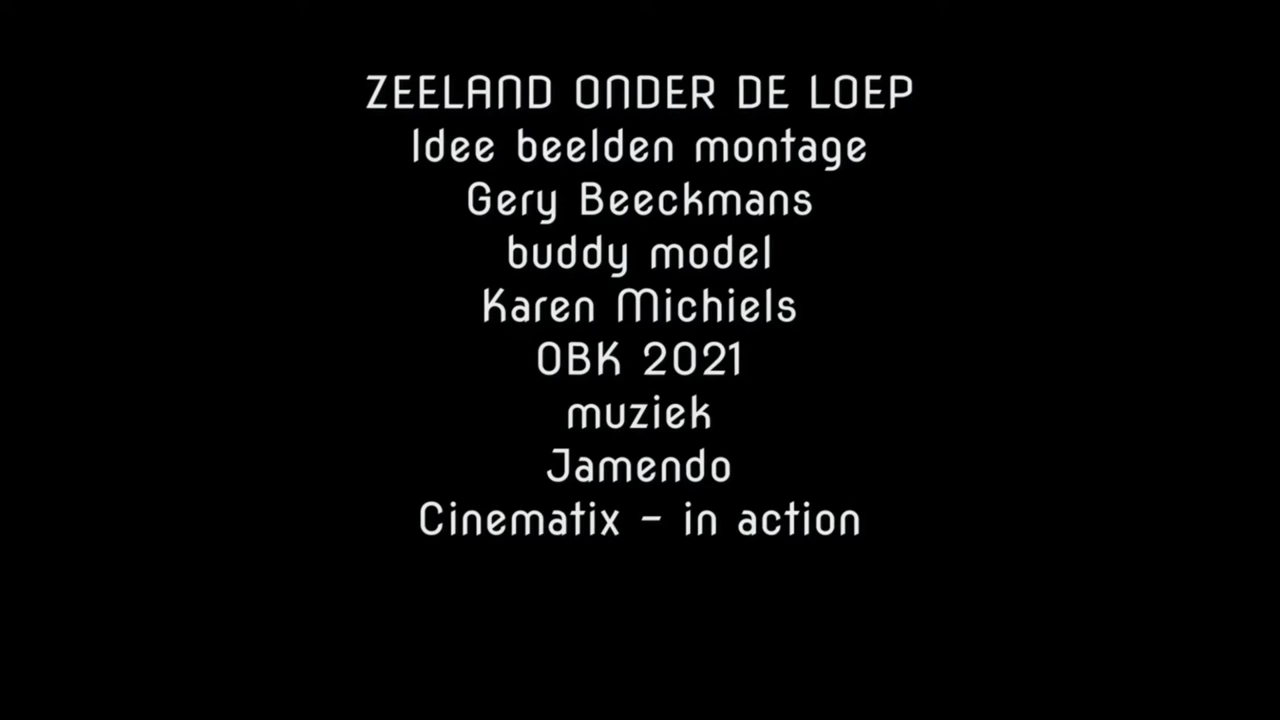 ZEELAND ONDER DE LOEP
Idee beelden montage
Gery Beeckmans
buddy model
Karen Michiels
OBK 2021
muziek
Jamendo
Cinematix - in action